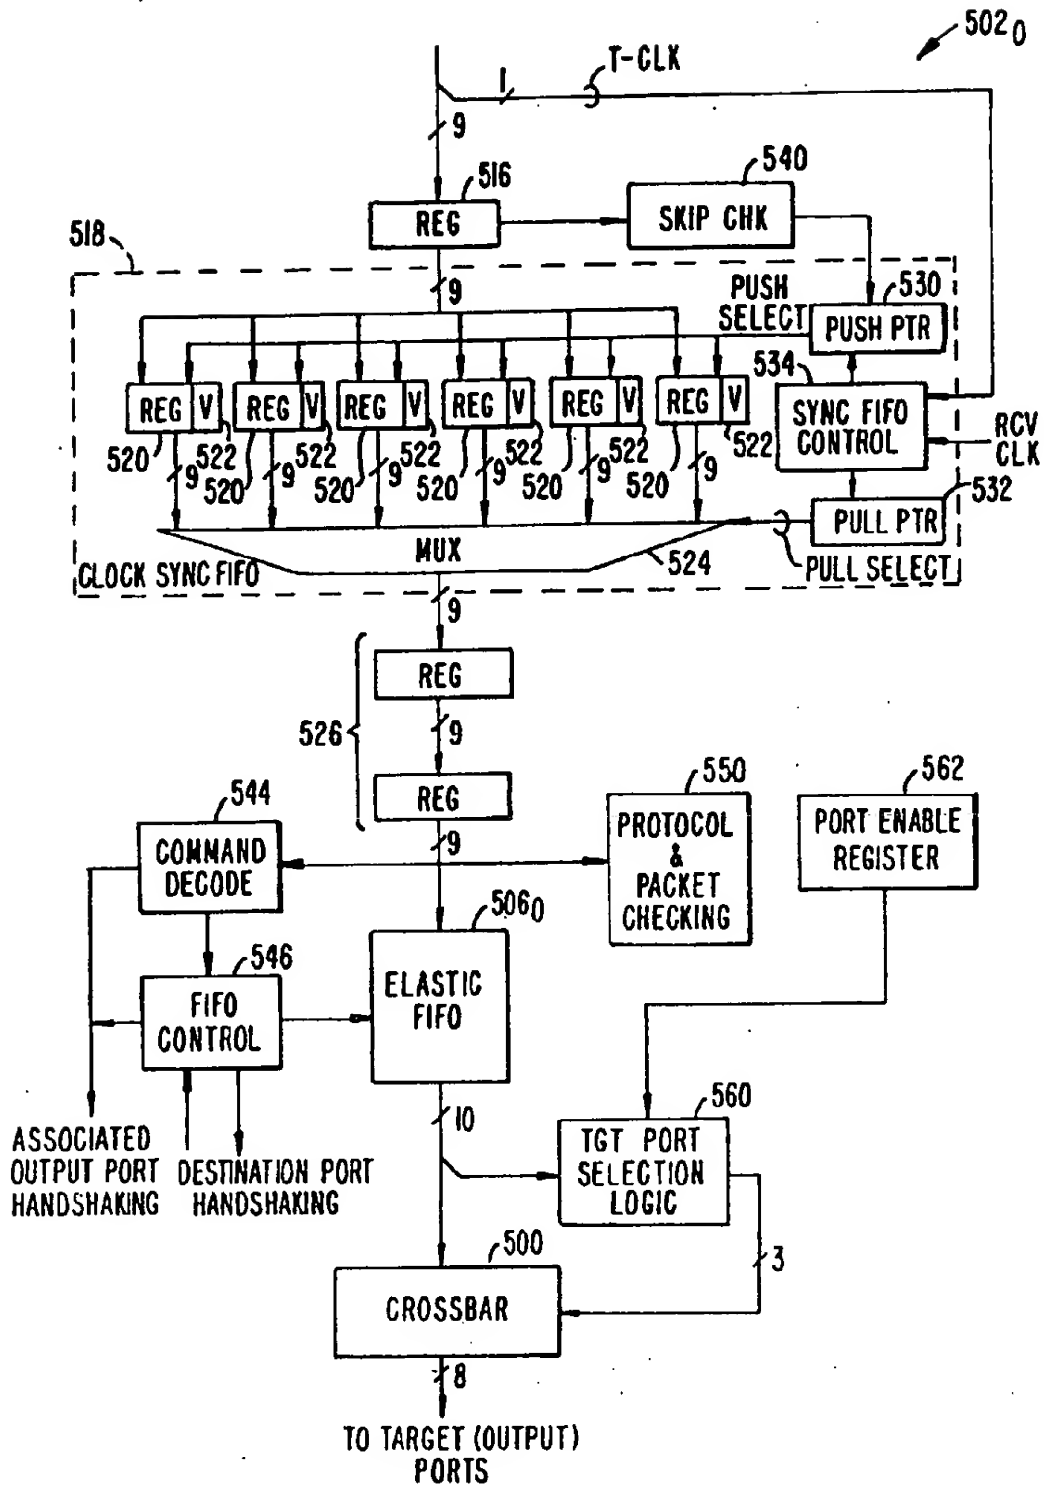 502 0
T-CLK
1
9
516
540
REG
SKIP CHK
518
9
PUSH
SELECT
530
PUSH PTR
534
REG V REG V REG V REG V REG V REG V
SYNC FIFO
CONTROL
RCV
CLK
520 522 520 522 520 522 520 522 520 522 520 522
9 9 9 9 9 9
532
PULL PTR
MUX
524
CLOCK SYNC FIFO
PULL SELECT
9
REG
526
9
REG
9
544
COMMAND
DECODE
550
PROTOCOL
&
PACKET
CHECKING
562
PORT ENABLE
REGISTER
506 0
ELASTIC
FIFO
546
FIFO
CONTROL
10
560
TGT PORT
SELECTION
LOGIC
ASSOCIATED
OUTPUT PORT
HANDSHAKING
DESTINATION PORT
HANDSHAKING
3
500
CROSSBAR
8
TO TARGET (OUTPUT)
PORTS